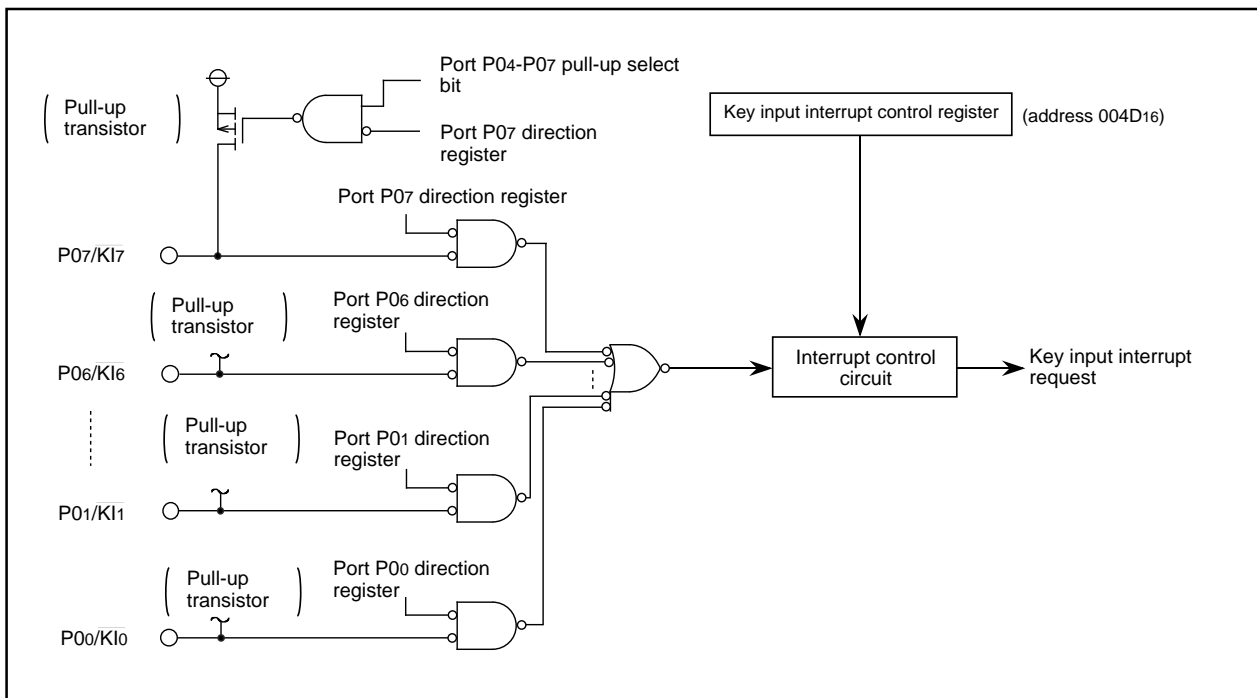 Port P04-P07 pull-up select
bit
( Pull-up
transistor )
Port P07 direction
register
Key input interrupt control register
(address 004D16)
Port P07 direction register
P07/KI7
( Pull-up
transistor )
Port P06 direction
register
P06/KI6
Interrupt control
circuit
Key input interrupt
request
( Pull-up
transistor )
Port P01 direction
register
P01/KI1
( Pull-up
transistor )
Port P00 direction
register
P00/KI0